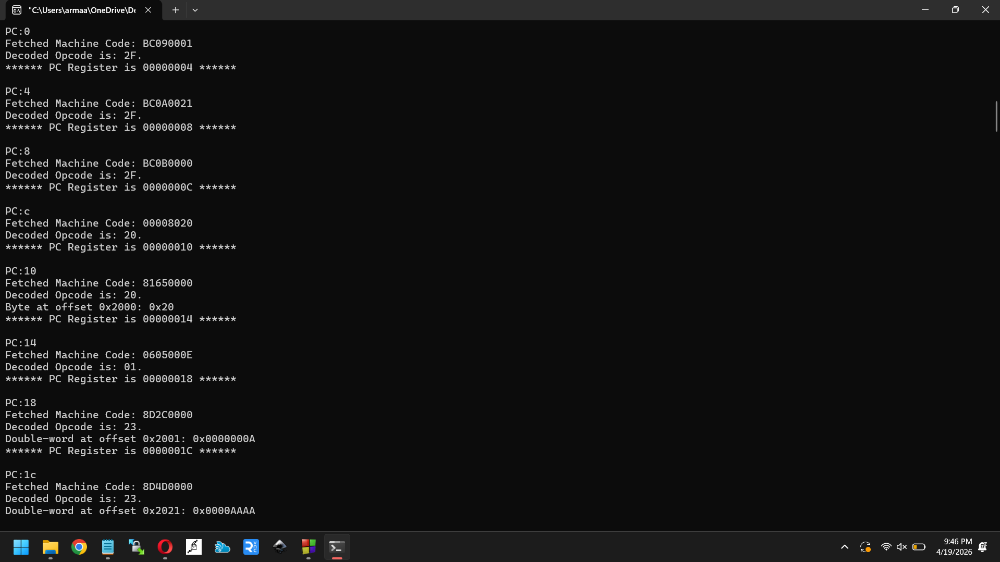 "C:\Users\armaa\OneDrive\De
PC:0
Fetched Machine Code: BC090001
Decoded Opcode is: 2F.
****** PC Register is 00000004 ******
PC:4
Fetched Machine Code: BC0A0021
Decoded Opcode is: 2F.
****** PC Register is 00000008 ******
PC:8
Fetched Machine Code: BC0B0000
Decoded Opcode is: 2F.
****** PC Register is 0000000C ******
PC:c
Fetched Machine Code: 00008020
Decoded Opcode is: 20.
****** PC Register is 00000010 ******
PC:10
Fetched Machine Code: 81650000
Decoded Opcode is: 20.
Byte at offset 0x2000: 0x20
****** PC Register is 00000014 ******
PC:14
Fetched Machine Code: 0605000E
Decoded Opcode is: 01.
****** PC Register is 00000018 ******
PC:18
Fetched Machine Code: 8D2C0000
Decoded Opcode is: 23.
Double-word at offset 0x2001: 0x0000000A
****** PC Register is 0000001C ******
PC:1c
Fetched Machine Code: 8D4D0000
Decoded Opcode is: 23.
Double-word at offset 0x2021: 0x0000AAAA
9:46 PM
4/19/2026